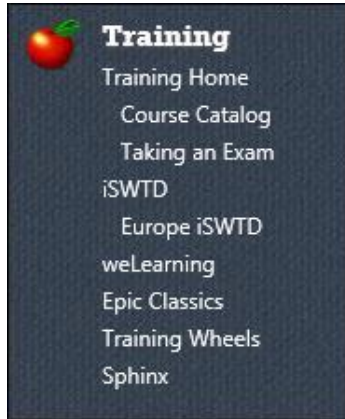 Training
Training Home
Course Catalog
Taking an Exam
iSWTD
Europe iSWTD
weLearning
Epic Classics
Training Wheels
Sphinx